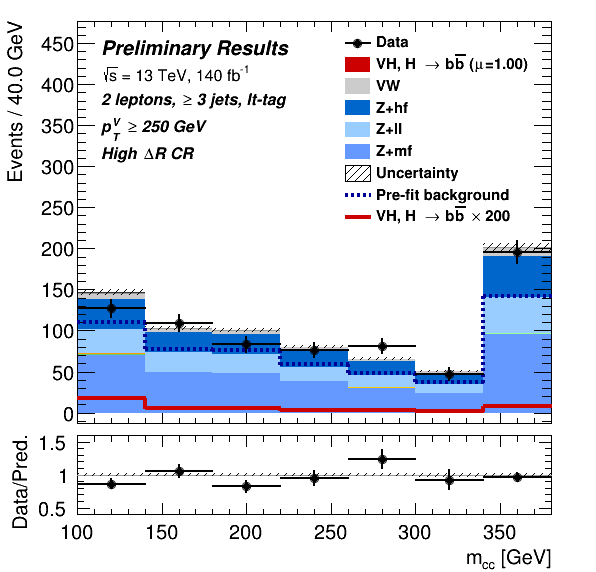 Events / 40.0 GeV
450
400
350
300
250
200
150
100
50
0
Preliminary Results
√s = 13 TeV, 140 fb⁻¹
2 leptons, ≥ 3 jets, lt-tag
p_T^V ≥ 250 GeV
High ΔR CR
Data
VH, H → bb̅ (μ=1.00)
VW
Z+hf
Z+ll
Z+mf
Uncertainty
Pre-fit background
VH, H → bb̅ × 200
Data/Pred.
1.5
1
0.5
100 150 200 250 300 350
m_cc [GeV]